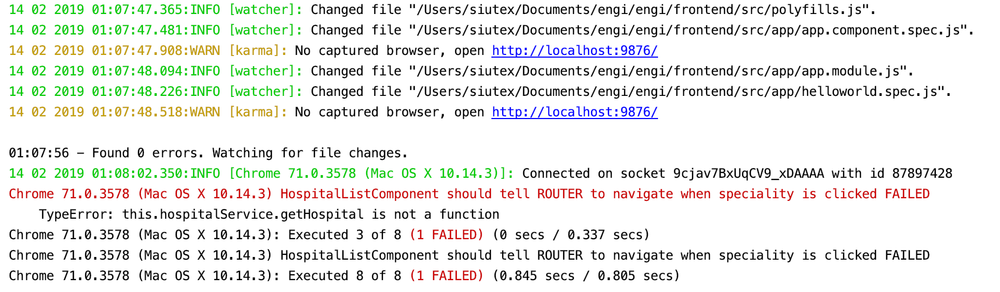 14 02 2019 01:07:47.365:INFO [watcher]: Changed file "/Users/siutex/Documents/engi/engi/frontend/src/polyfills.js".
14 02 2019 01:07:47.481:INFO [watcher]: Changed file "/Users/siutex/Documents/engi/engi/frontend/src/app/app.component.spec.js".
14 02 2019 01:07:47.908:WARN [karma]: No captured browser, open http://localhost:9876/
14 02 2019 01:07:48.094:INFO [watcher]: Changed file "/Users/siutex/Documents/engi/engi/frontend/src/app/app.module.js".
14 02 2019 01:07:48.226:INFO [watcher]: Changed file "/Users/siutex/Documents/engi/engi/frontend/src/app/helloworld.spec.js".
14 02 2019 01:07:48.518:WARN [karma]: No captured browser, open http://localhost:9876/
01:07:56 – Found 0 errors. Watching for file changes.
14 02 2019 01:08:02.350:INFO [Chrome 71.0.3578 (Mac OS X 10.14.3)]: Connected on socket 9cjav7BxUqCV9_xDAAAA with id 87897428
Chrome 71.0.3578 (Mac OS X 10.14.3) HospitalListComponent should tell ROUTER to navigate when speciality is clicked FAILED
TypeError: this.hospitalService.getHospital is not a function
Chrome 71.0.3578 (Mac OS X 10.14.3): Executed 3 of 8 (1 FAILED) (0 secs / 0.337 secs)
Chrome 71.0.3578 (Mac OS X 10.14.3) HospitalListComponent should tell ROUTER to navigate when speciality is clicked FAILED
Chrome 71.0.3578 (Mac OS X 10.14.3): Executed 8 of 8 (1 FAILED) (0.845 secs / 0.805 secs)